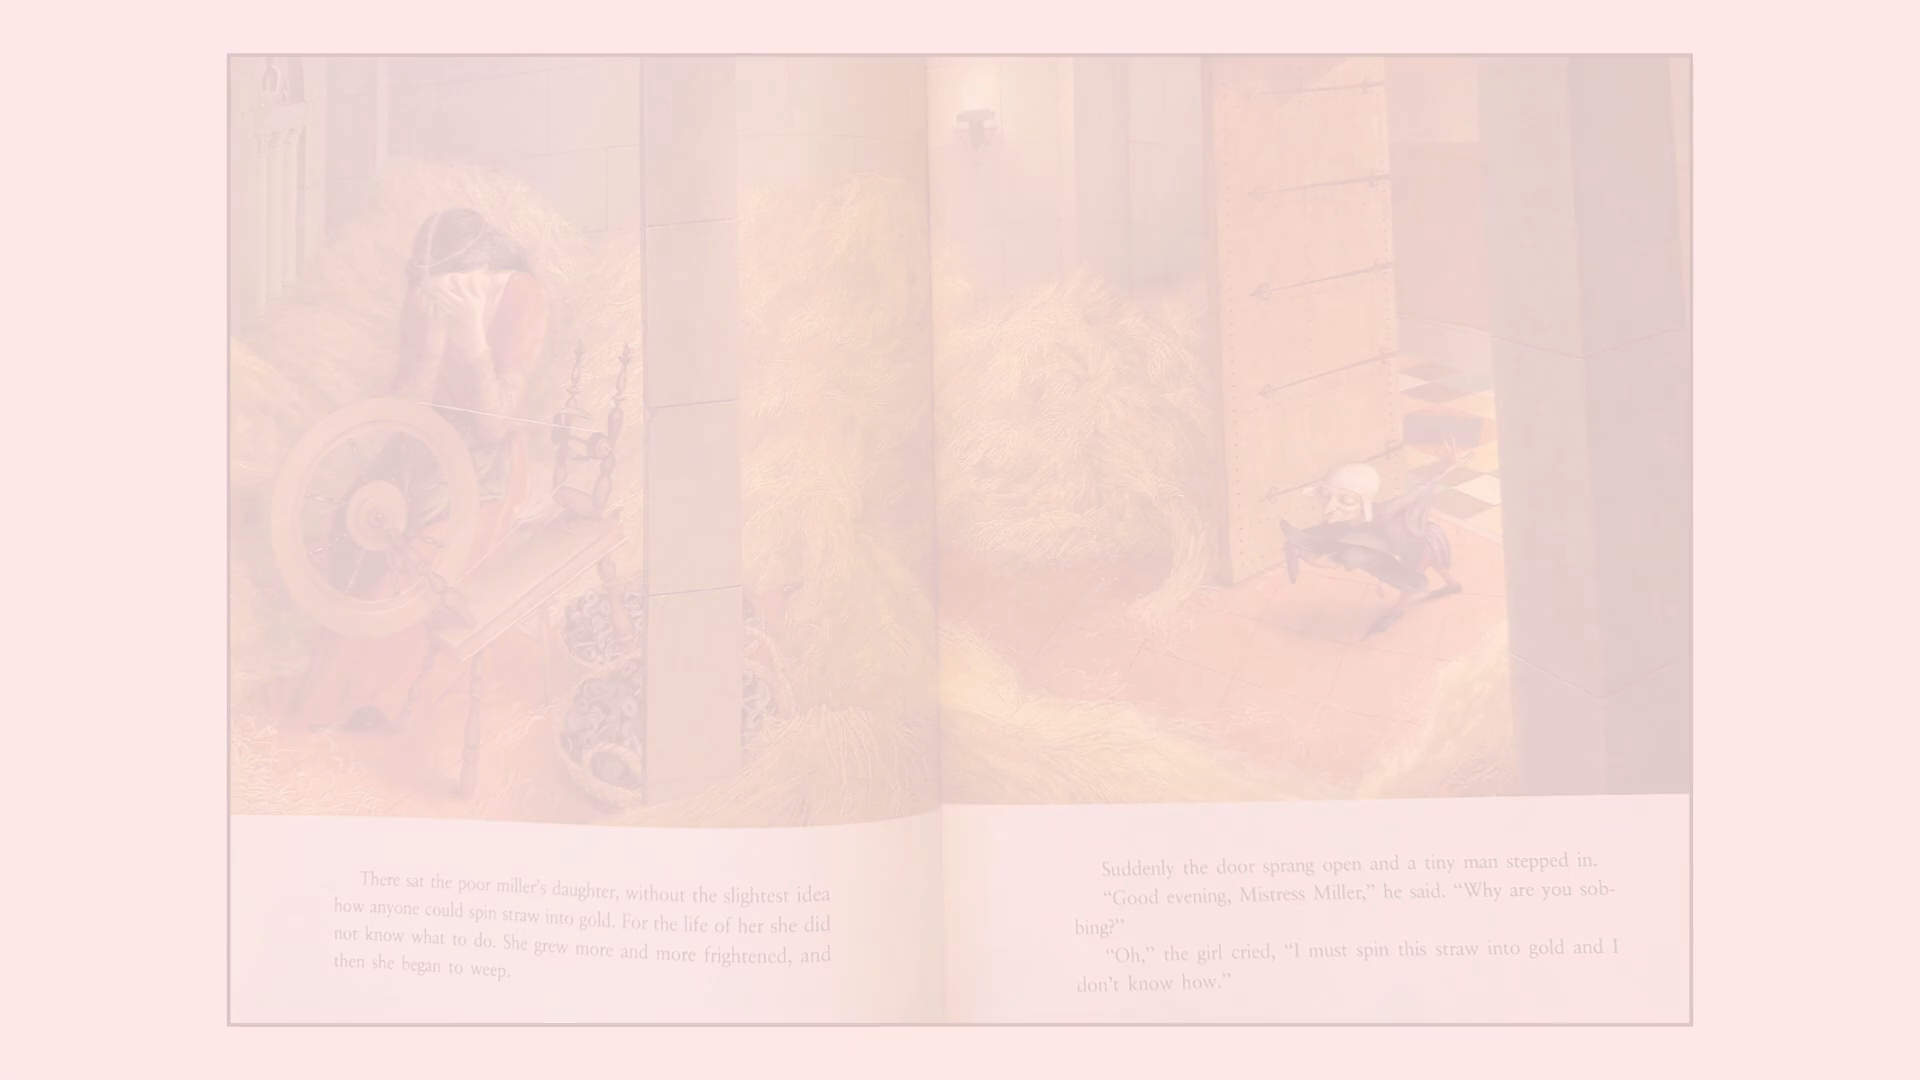 There sat the poor miller’s daughter, without the slightest idea
how anyone could spin straw into gold. For the life of her she did
not know what to do. She grew more and more frightened, and
then she began to weep.
Suddenly the door sprang open and a tiny man stepped in.
“Good evening, Mistress Miller,” he said. “Why are you sob-
bing?”
“Oh,” the girl cried, “I must spin this straw into gold and I
don’t know how.”